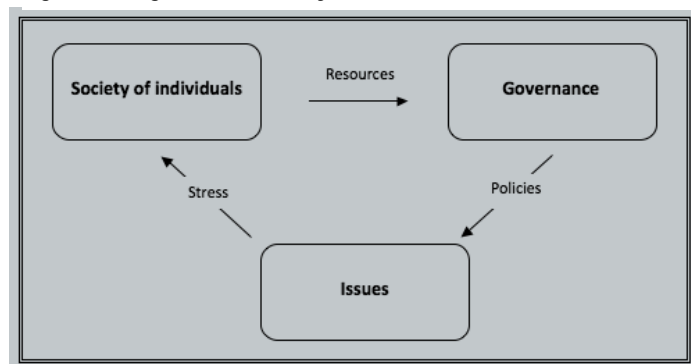 Society of individuals
Resources
Governance
Stress
Policies
Issues